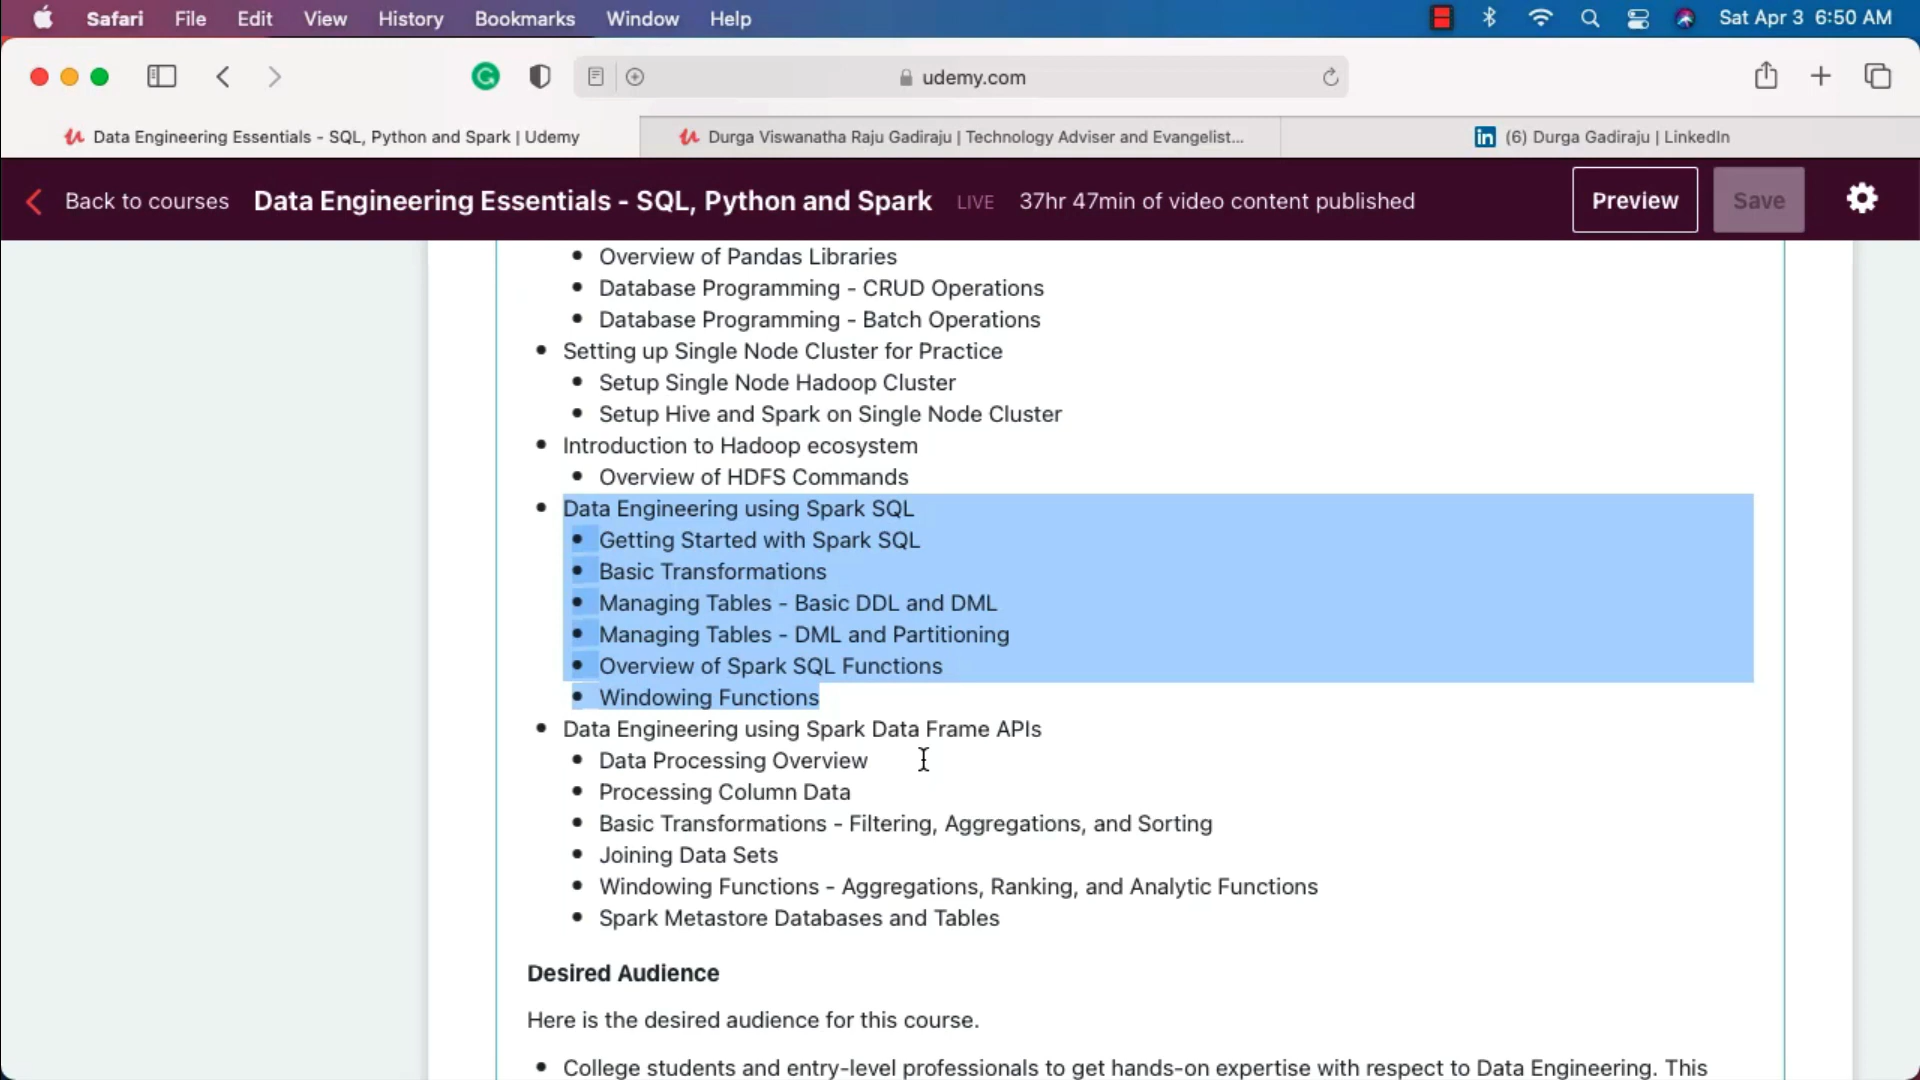 Safari File Edit View History Bookmarks Window Help Sat Apr 3 6:50 AM
udemy.com
Data Engineering Essentials - SQL, Python and Spark | Udemy
Durga Viswanatha Raju Gadiraju | Technology Adviser and Evangelist...
(6) Durga Gadiraju | LinkedIn
Back to courses Data Engineering Essentials - SQL, Python and Spark LIVE 37hr 47min of video content published Preview Save
Overview of Pandas Libraries
Database Programming - CRUD Operations
Database Programming - Batch Operations
Setting up Single Node Cluster for Practice
Setup Single Node Hadoop Cluster
Setup Hive and Spark on Single Node Cluster
Introduction to Hadoop ecosystem
Overview of HDFS Commands
Data Engineering using Spark SQL
Getting Started with Spark SQL
Basic Transformations
Managing Tables - Basic DDL and DML
Managing Tables - DML and Partitioning
Overview of Spark SQL Functions
Windowing Functions
Data Engineering using Spark Data Frame APIs
Data Processing Overview
Processing Column Data
Basic Transformations - Filtering, Aggregations, and Sorting
Joining Data Sets
Windowing Functions - Aggregations, Ranking, and Analytic Functions
Spark Metastore Databases and Tables
Desired Audience
Here is the desired audience for this course.
College students and entry-level professionals to get hands-on expertise with respect to Data Engineering. This